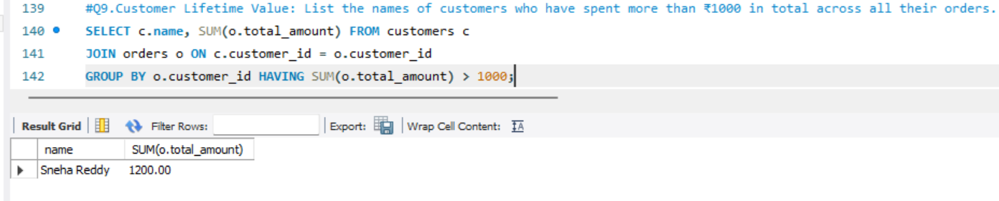 139 #Q9.Customer Lifetime Value: List the names of customers who have spent more than ₹1000 in total across all their orders.
140 SELECT c.name, SUM(o.total_amount) FROM customers c
141 JOIN orders o ON c.customer_id = o.customer_id
142 GROUP BY o.customer_id HAVING SUM(o.total_amount) > 1000;
Result Grid Filter Rows: Export: Wrap Cell Content:
name SUM(o.total_amount)
Sneha Reddy 1200.00